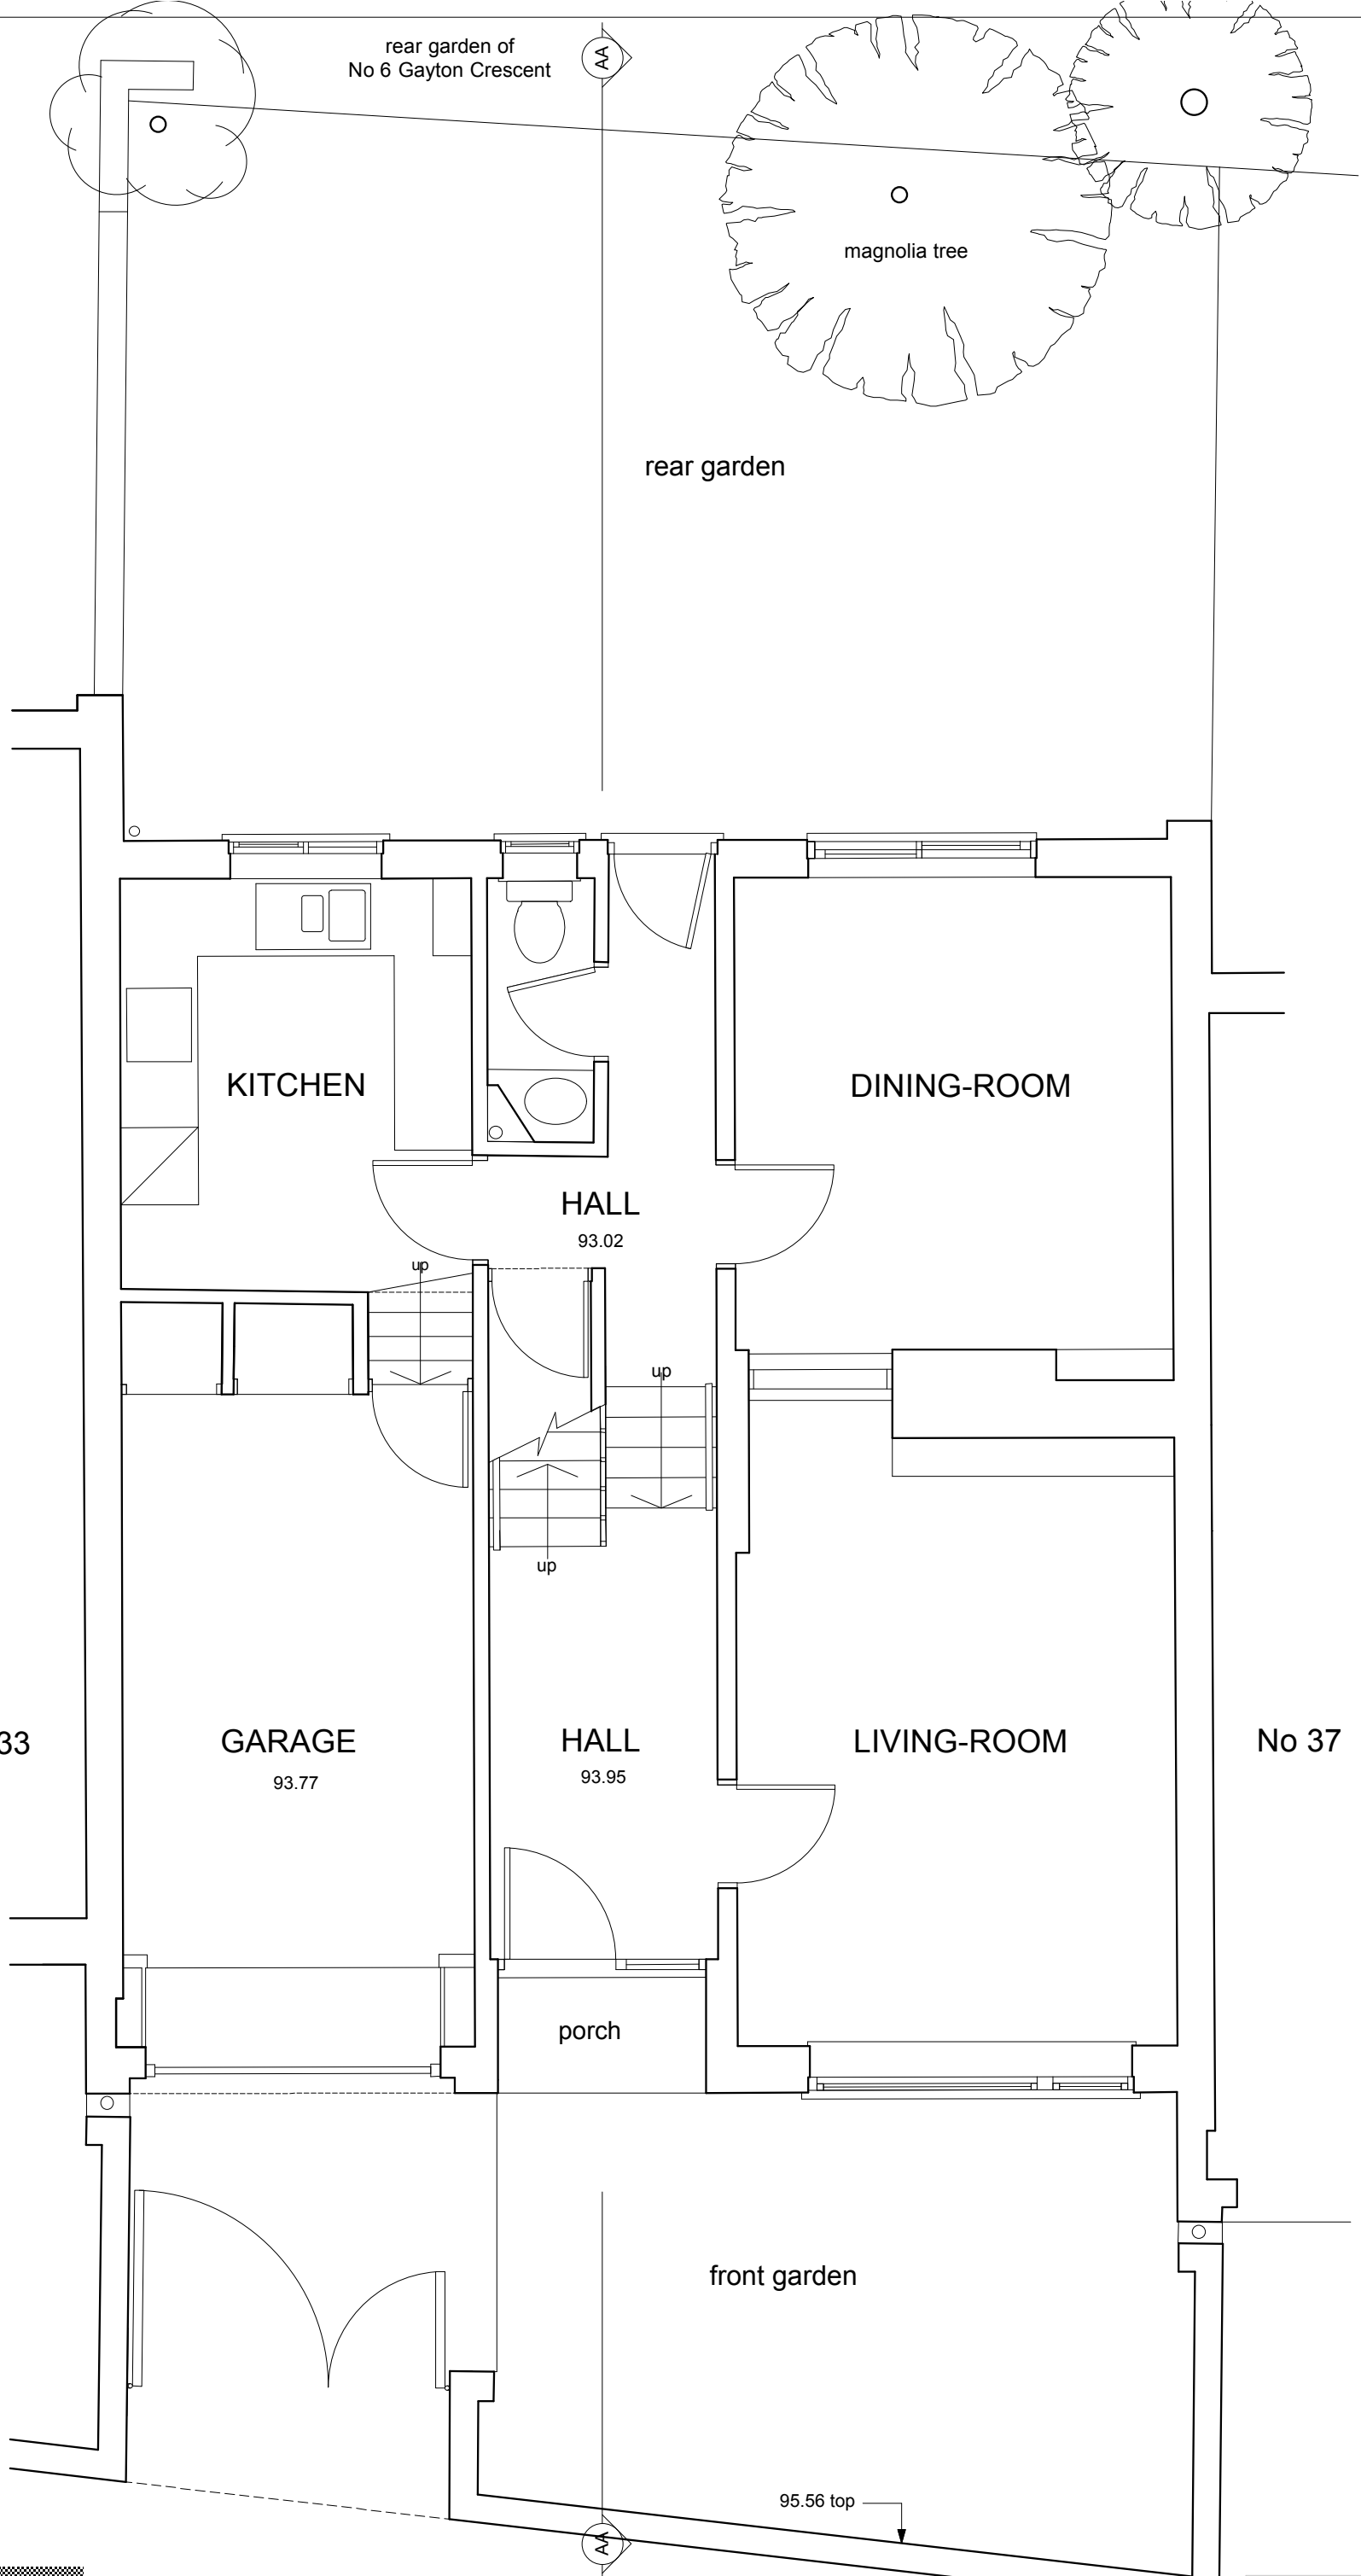 rear garden of
No 6 Gayton Crescent
AA
magnolia tree
rear garden
KITCHEN
DINING-ROOM
HALL
93.02
up
up
up
33
GARAGE
93.77
HALL
93.95
LIVING-ROOM
No 37
porch
front garden
95.56 top
AA